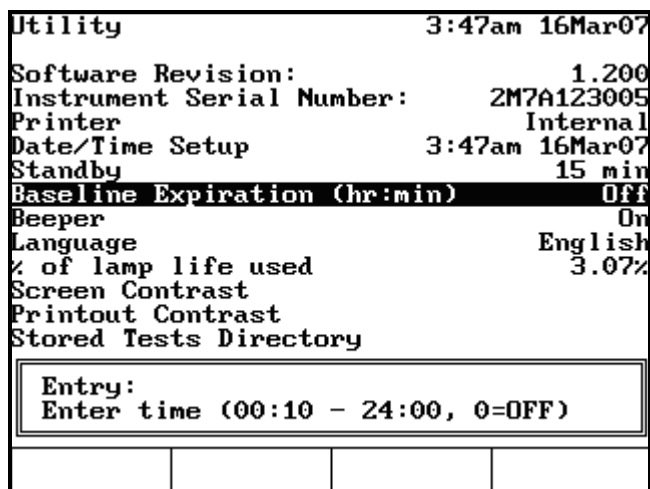 Utility 3:47am 16Mar07
Software Revision: 1.200
Instrument Serial Number: 2M7A123005
Printer Internal
Date/Time Setup 3:47am 16Mar07
Standby 15 min
Baseline Expiration (hr:min) Off
Beeper On
Language English
% of lamp life used 3.07%
Screen Contrast
Printout Contrast
Stored Tests Directory
Entry:
Enter time (00:10 - 24:00, 0=OFF)